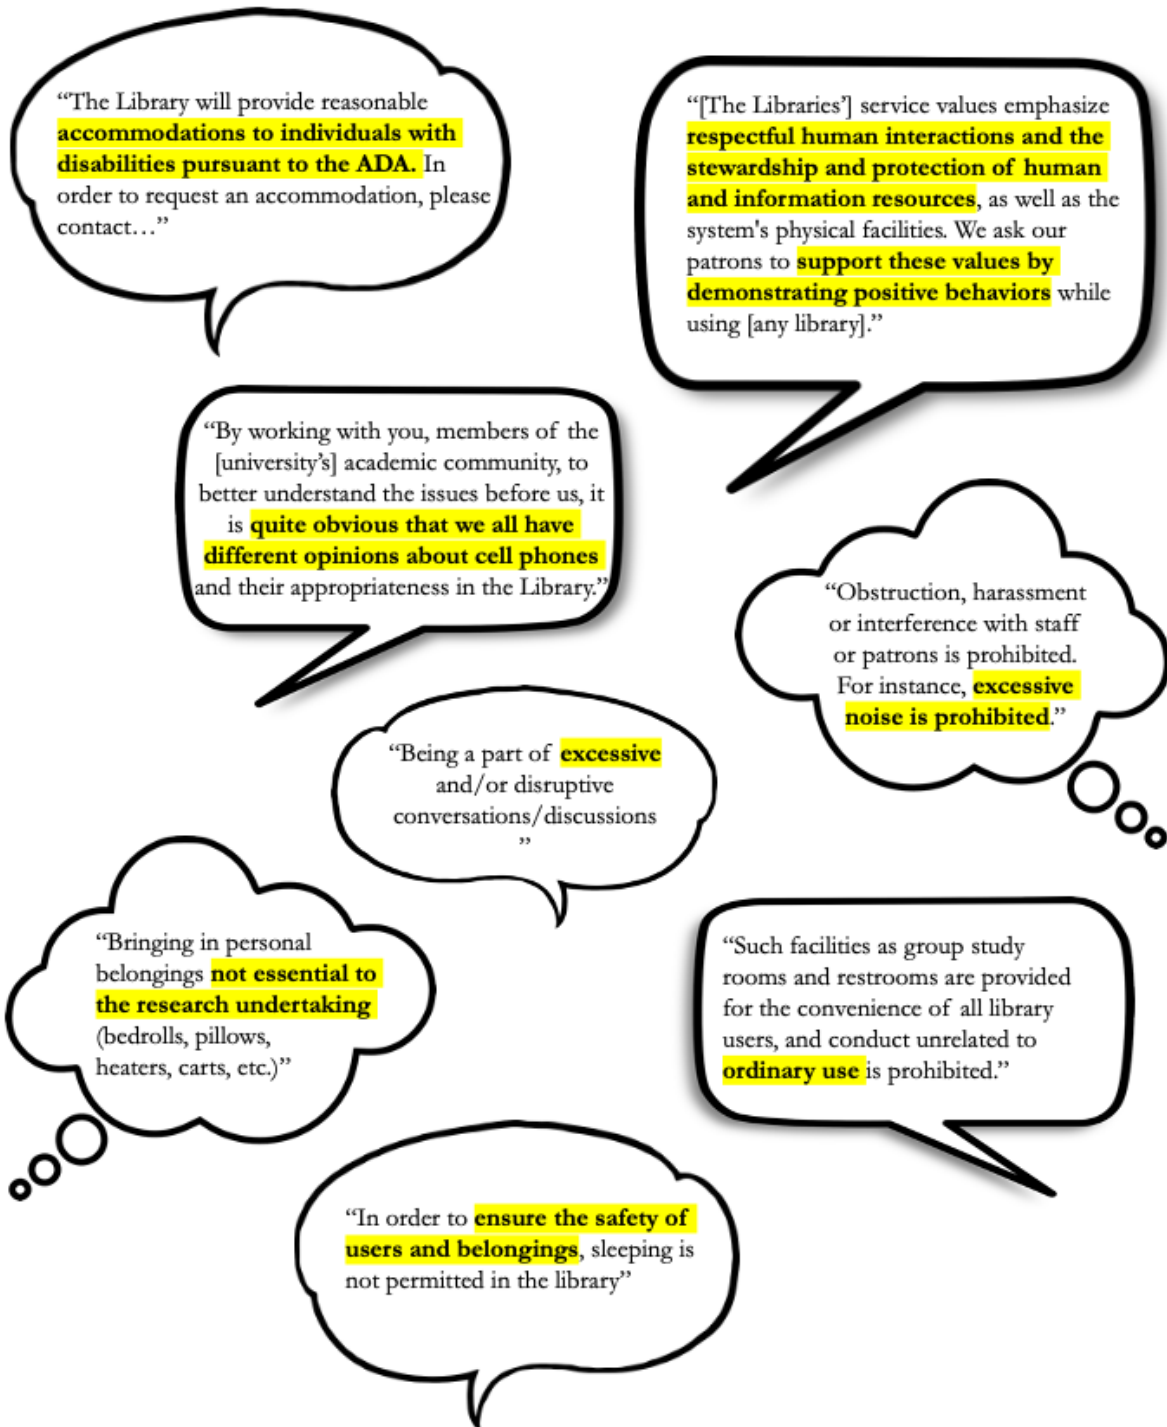 “The Library will provide reasonable
accommodations to individuals with
disabilities pursuant to the ADA. In
order to request an accommodation, please
contact…”
“[The Libraries’] service values emphasize
respectful human interactions and the
stewardship and protection of human
and information resources, as well as the
system's physical facilities. We ask our
patrons to support these values by
demonstrating positive behaviors while
using [any library].”
“By working with you, members of the
[university’s] academic community, to
better understand the issues before us, it
is quite obvious that we all have
different opinions about cell phones
and their appropriateness in the Library.”
“Obstruction, harassment
or interference with staff
or patrons is prohibited.
For instance, excessive
noise is prohibited.”
“Being a part of excessive
and/or disruptive
conversations/discussions
”
“Bringing in personal
belongings not essential to
the research undertaking
(bedrolls, pillows,
heaters, carts, etc.)”
“Such facilities as group study
rooms and restrooms are provided
for the convenience of all library
users, and conduct unrelated to
ordinary use is prohibited.”
“In order to ensure the safety of
users and belongings, sleeping is
not permitted in the library”